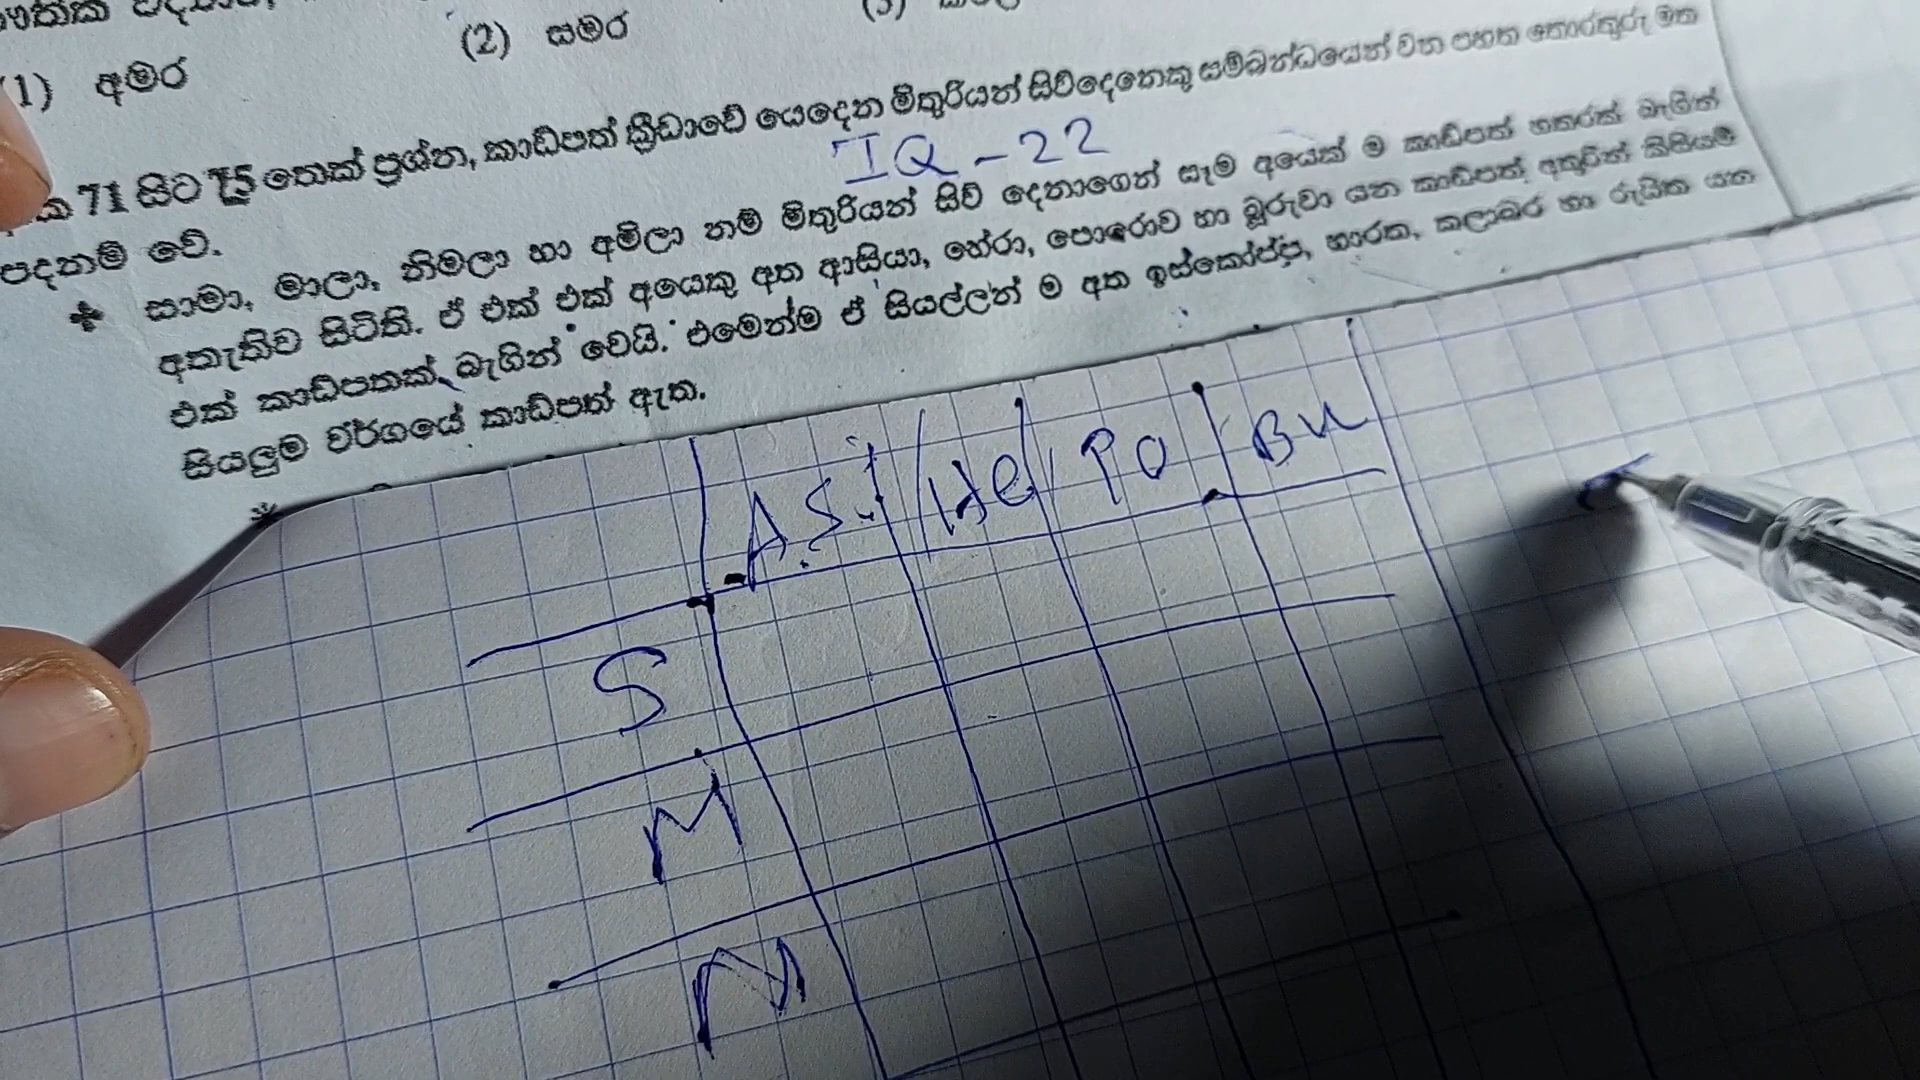 (1) අමර
(2) සමර
(3)
71 සිට 75 තෙක් ප්‍රශ්න, කාඩ්පත් ක්‍රීඩාවේ යෙදෙන මිතුරියන් සිව්දෙනෙකු සම්බන්ධයෙන් වන පහත තොරතුරු මත
පදනම් වේ.
IQ - 22
* සාමා, මාලා, නිමලා හා අමිලා නම් මිතුරියන් සිව් දෙනාගෙන් සෑම අයෙක් ම කාඩ්පත් හතරක් බැගින්
අතැතිව සිටිති. ඒ එක් එක් අයෙකු අත ආසියා, හේරා, පොරොව හා බූරුවා යන කාඩ්පත් අතුරින් කිසියම්
එක් කාඩ්පතක් බැගින් වෙයි. එමෙන්ම ඒ සියල්ලන් ම අත ඉස්කෝප්ප, හාරත, කලාබර හා රුයිත යන
සියලුම වර්ගයේ කාඩ්පත් ඇත.
*
A.S. He Po Bu
S
M
N